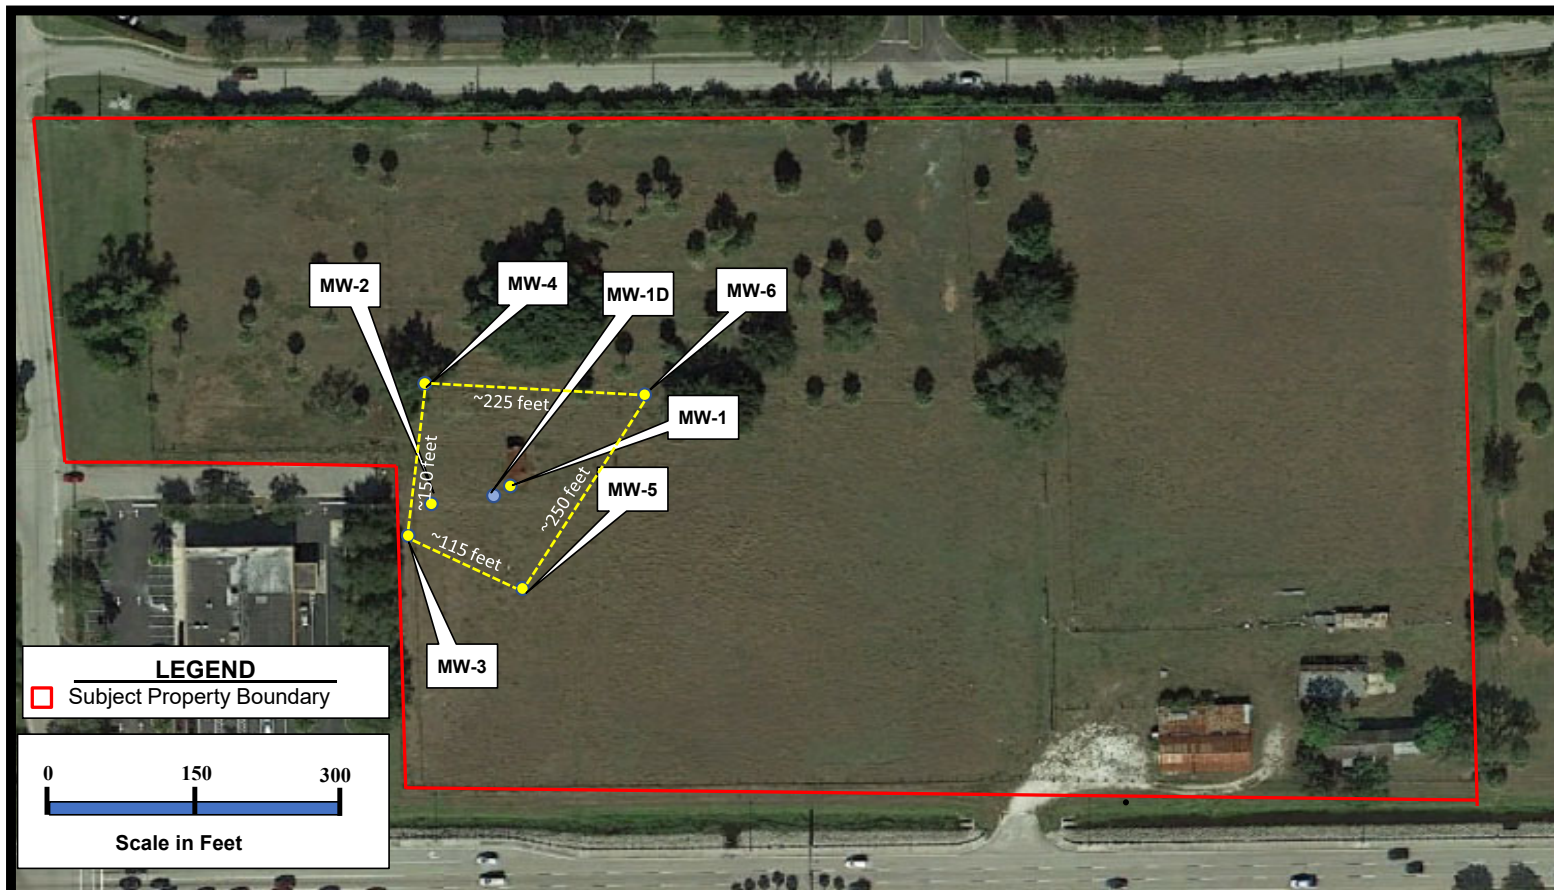 MW-2
MW-4
MW-1D
MW-6
~225 feet
MW-1
~150 feet
~250 feet
MW-5
~115 feet
MW-3
LEGEND
Subject Property Boundary
0 150 300
Scale in Feet